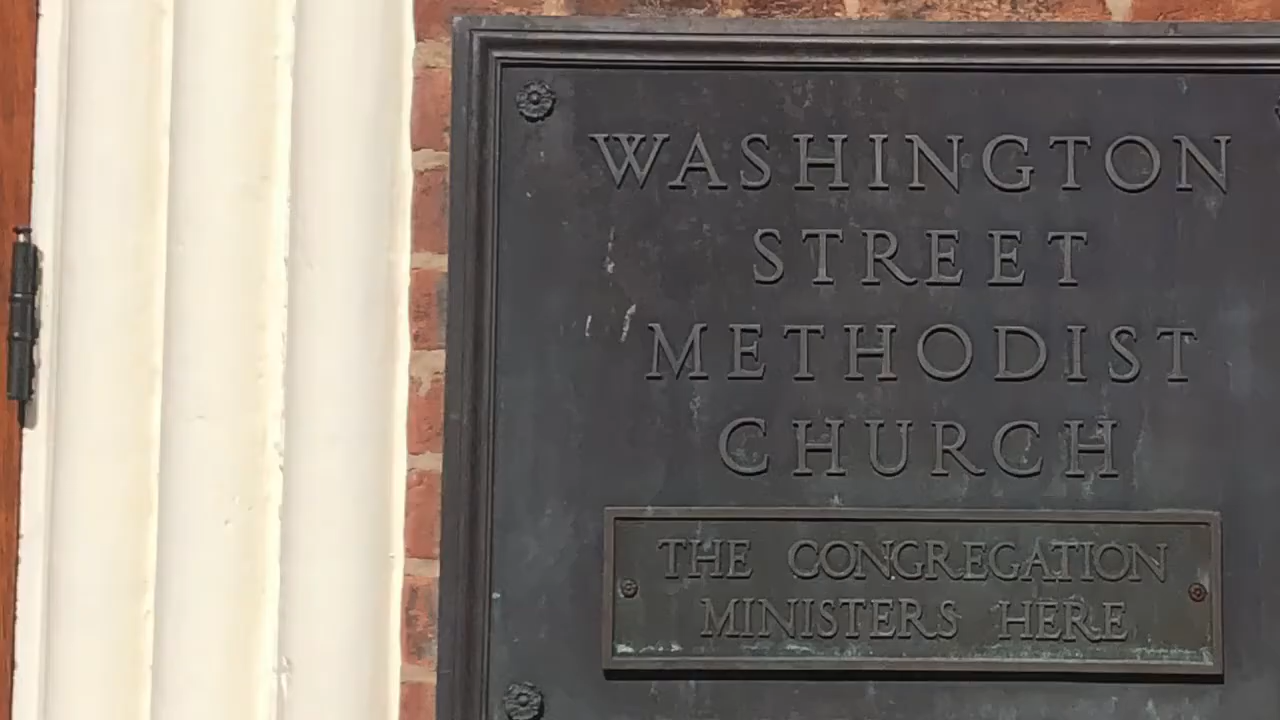 WASHINGTON
STREET
METHODIST
CHURCH
THE CONGREGATION
MINISTERS HERE